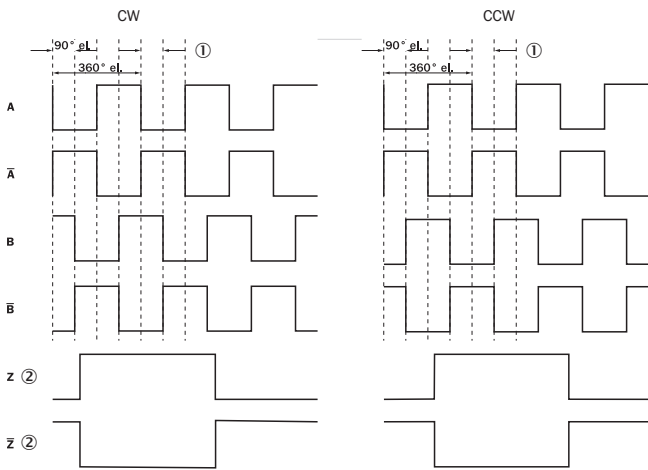 CW CCW
90° el. ① 90° el. ①
360° el. 360° el.
A
A̅
B
B̅
Z ②
Z̅ ②